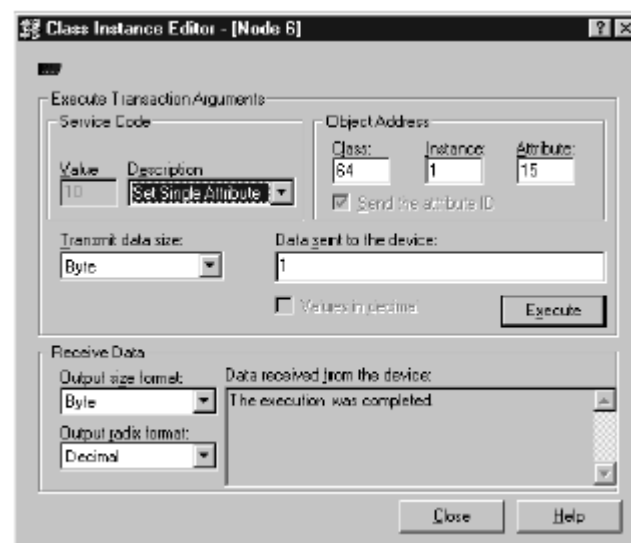 Class Instance Editor - [Node 6]
Execute Transaction Arguments
Service Code
Object Address
Value
Description
Class:
Instance:
Attribute:
10
Set Single Attribute
64
1
15
Send the attribute ID
Transmit data size:
Data sent to the device:
Byte
1
Values in decimal
Execute
Receive Data
Output size format:
Data received from the device:
Byte
The execution was completed.
Output radix format:
Decimal
Close
Help